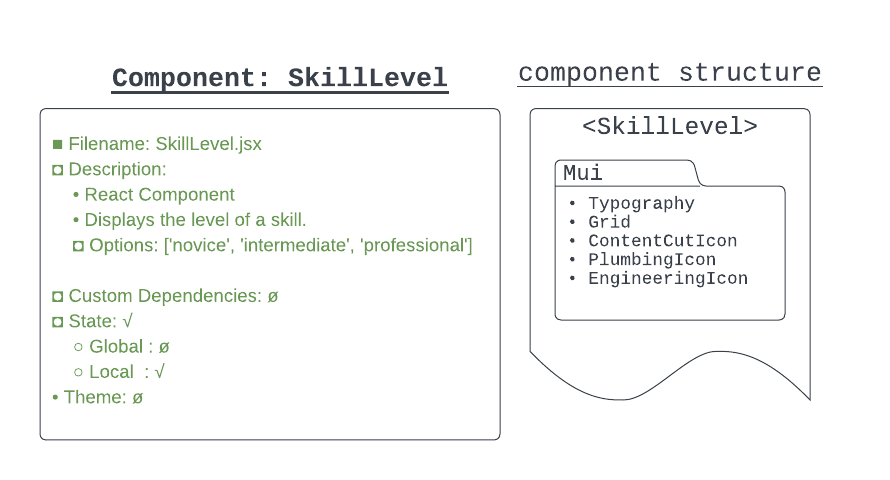 Component: SkillLevel
■ Filename: SkillLevel.jsx
◘ Description:
• React Component
• Displays the level of a skill.
◘ Options: ['novice', 'intermediate', 'professional']
◘ Custom Dependencies: ø
◘ State: √
○ Global : ø
○ Local  : √
• Theme: ø
component structure
<SkillLevel>
Mui
• Typography
• Grid
• ContentCutIcon
• PlumbingIcon
• EngineeringIcon